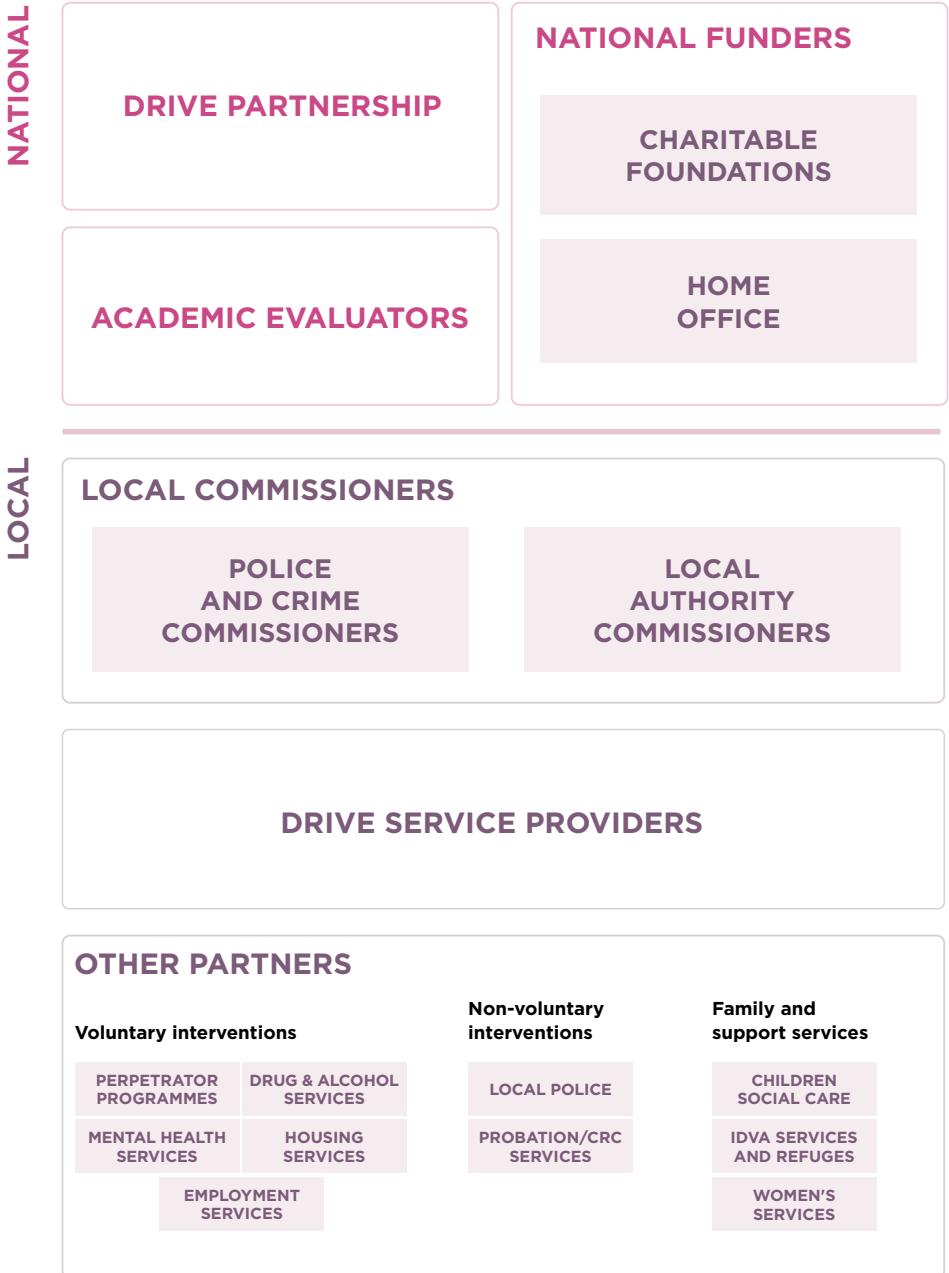 NATIONAL
DRIVE PARTNERSHIP
ACADEMIC EVALUATORS
NATIONAL FUNDERS
CHARITABLE
FOUNDATIONS
HOME
OFFICE
LOCAL
LOCAL COMMISSIONERS
POLICE
AND CRIME
COMMISSIONERS
LOCAL
AUTHORITY
COMMISSIONERS
DRIVE SERVICE PROVIDERS
OTHER PARTNERS
Voluntary interventions
PERPETRATOR
PROGRAMMES
DRUG & ALCOHOL
SERVICES
MENTAL HEALTH
SERVICES
HOUSING
SERVICES
EMPLOYMENT
SERVICES
Non-voluntary
interventions
LOCAL POLICE
PROBATION/CRC
SERVICES
Family and
support services
CHILDREN
SOCIAL CARE
IDVA SERVICES
AND REFUGES
WOMEN'S
SERVICES